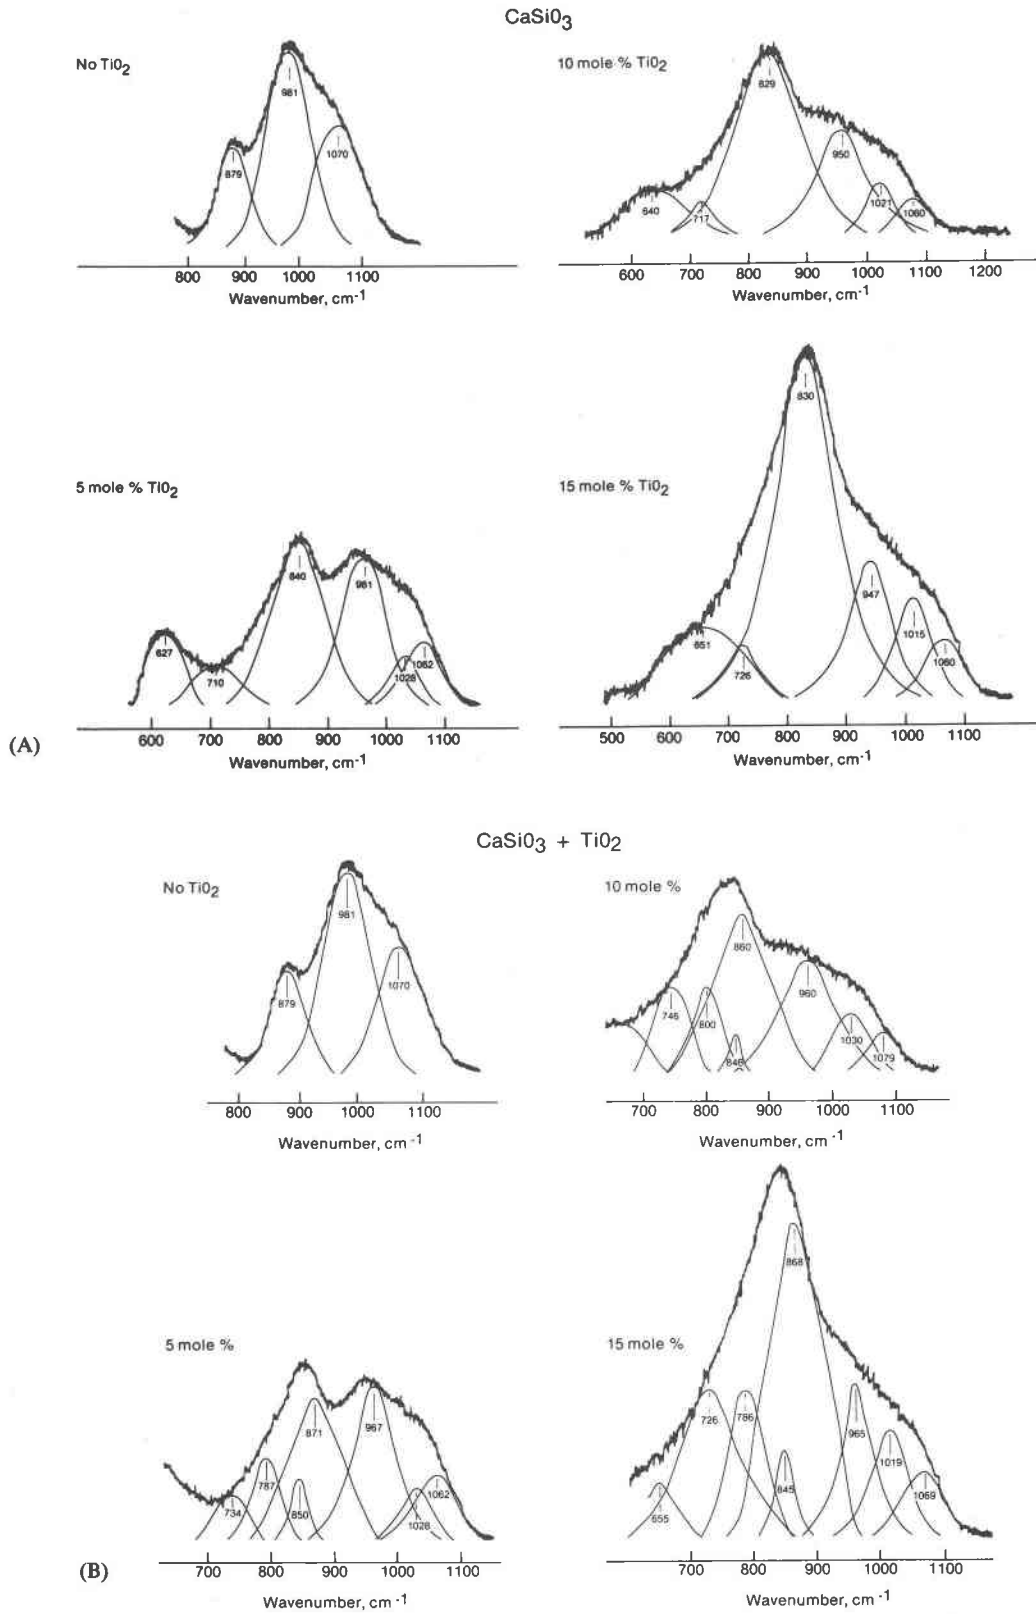 CaSiO3
No TiO2
981
879
1070
800 900 1000 1100
Wavenumber, cm-1
10 mole % TiO2
829
950
640
717
1021
1060
600 700 800 900 1000 1100 1200
Wavenumber, cm-1
5 mole % TiO2
840
961
627
710
1028
1062
600 700 800 900 1000 1100
Wavenumber, cm-1
15 mole % TiO2
830
947
1015
651
726
1060
500 600 700 800 900 1000 1100
Wavenumber, cm-1
(A)
CaSiO3 + TiO2
No TiO2
981
879
1070
800 900 1000 1100
Wavenumber, cm -1
10 mole %
860
746
800
846
960
1030
1079
700 800 900 1000 1100
Wavenumber, cm -1
5 mole %
871
967
787
734
850
1028
1062
700 800 900 1000 1100
Wavenumber, cm -1
15 mole %
868
726
786
965
1019
845
655
1069
700 800 900 1000 1100
Wavenumber, cm -1
(B)